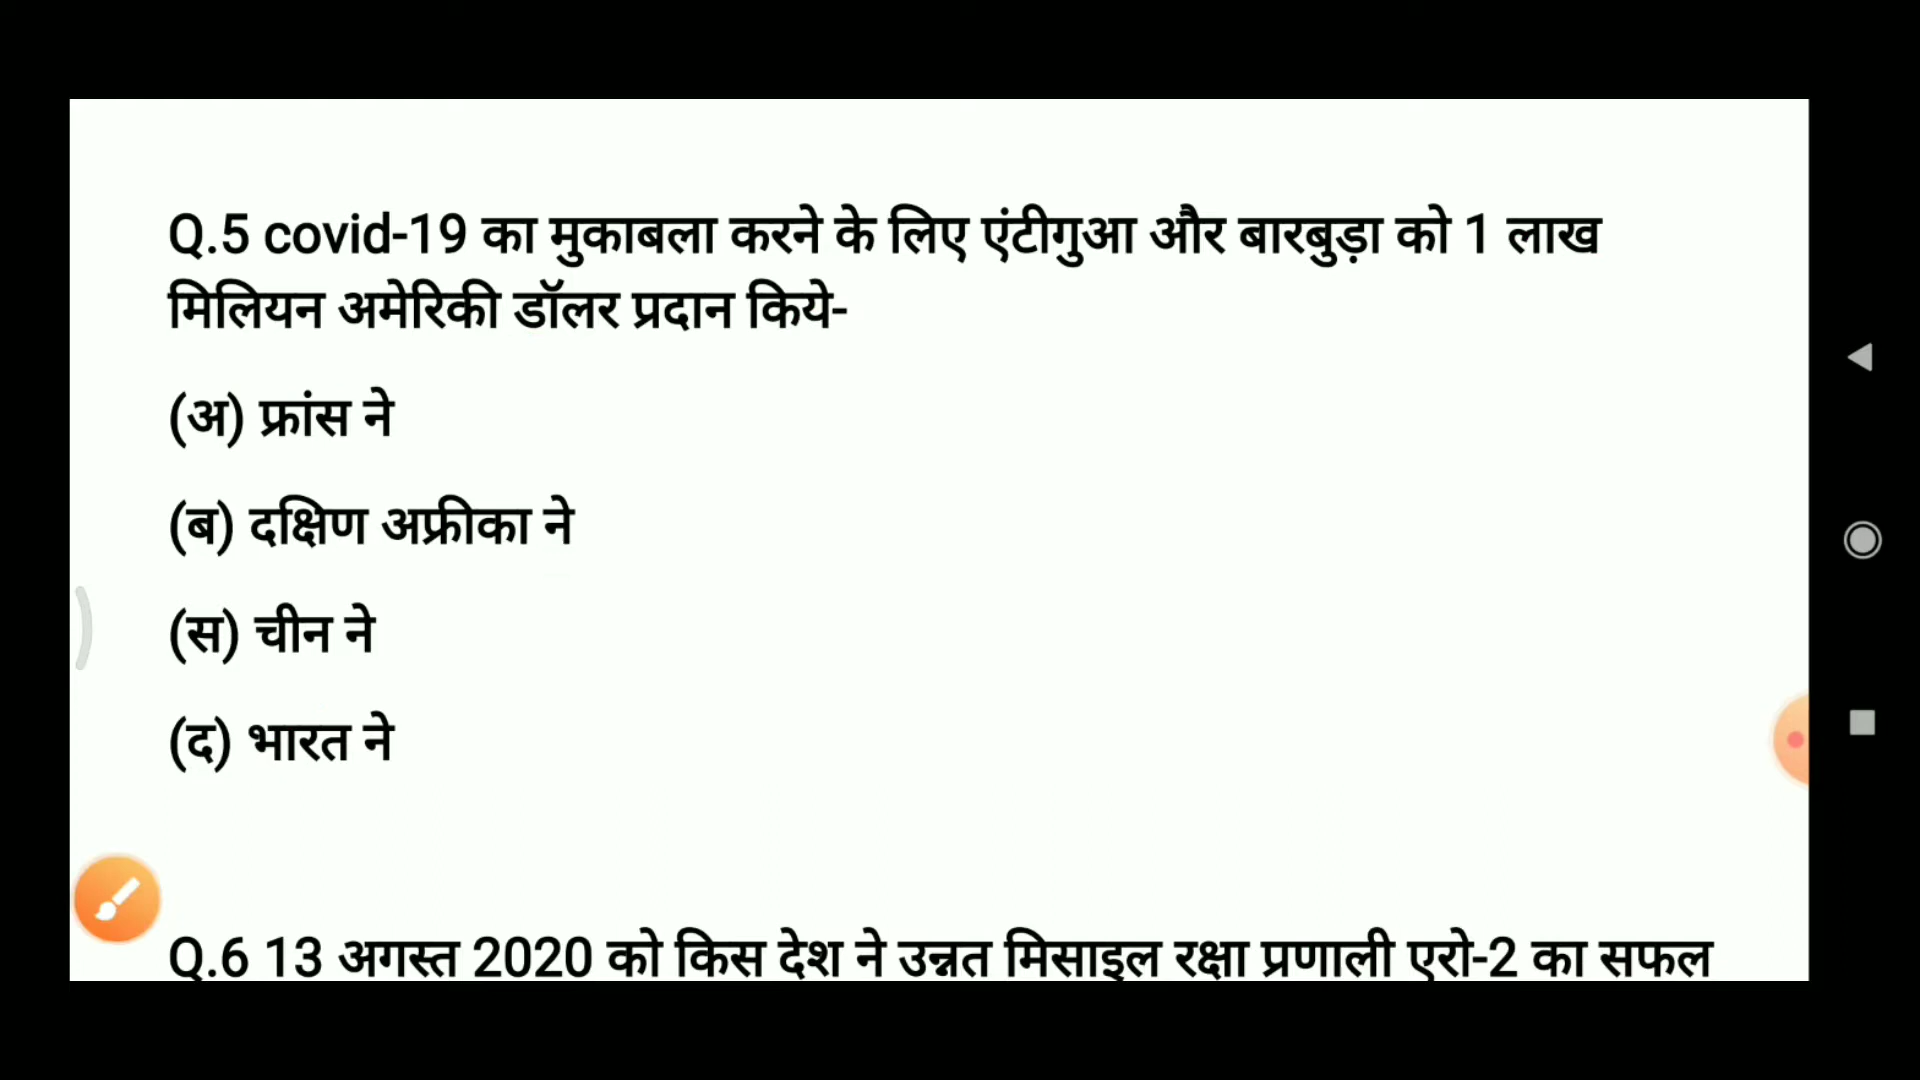 Q.5 covid-19 का मुकाबला करने के लिए एंटीगुआ और बारबुड़ा को 1 लाख
मिलियन अमेरिकी डॉलर प्रदान किये-
(अ) फ्रांस ने
(ब) दक्षिण अफ्रीका ने
(स) चीन ने
(द) भारत ने
Q.6 13 अगस्त 2020 को किस देश ने उन्नत मिसाइल रक्षा प्रणाली एरो-2 का सफल